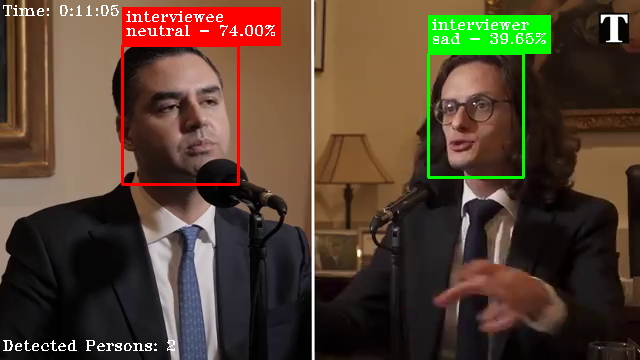 Time: 0:11:05
interviewee
neutral - 74.00%
interviewer
sad - 39.65%
T
Detected Persons: 2